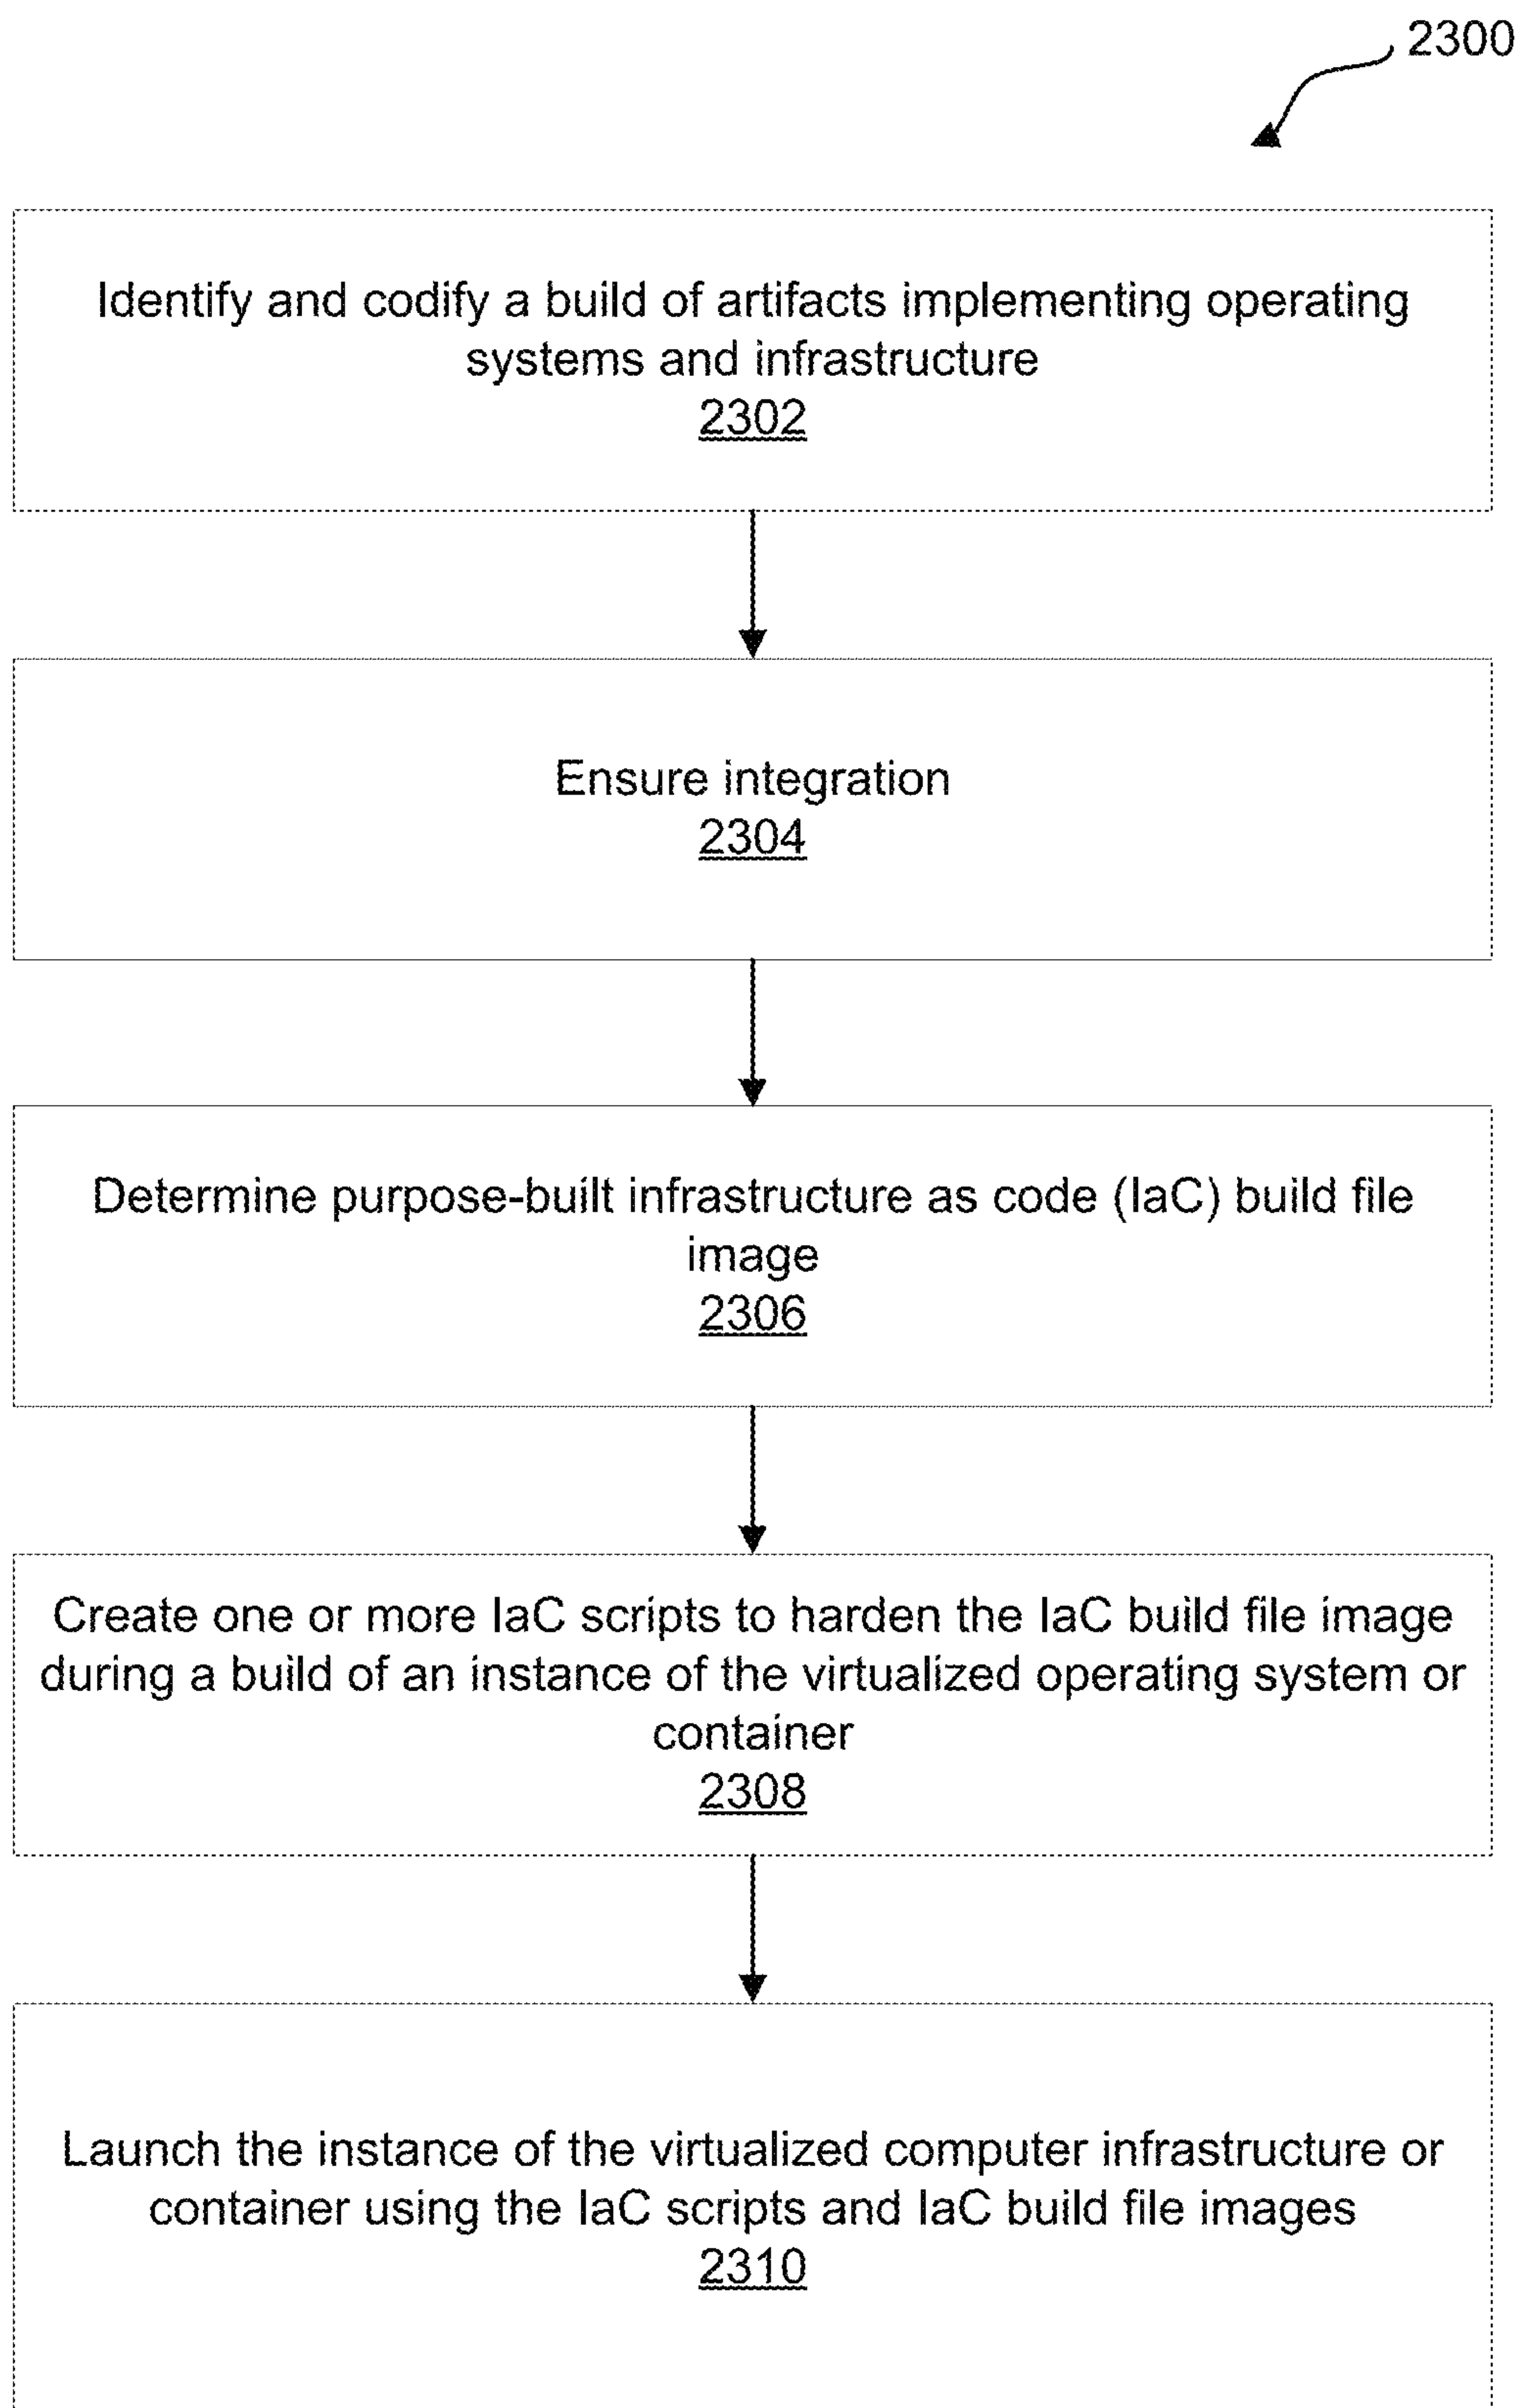 2300
Identify and codify a build of artifacts implementing operating
systems and infrastructure
2302
Ensure integration
2304
Determine purpose-built infrastructure as code (IaC) build file
image
2306
Create one or more IaC scripts to harden the IaC build file image
during a build of an instance of the virtualized operating system or
container
2308
Launch the instance of the virtualized computer infrastructure or
container using the IaC scripts and IaC build file images
2310